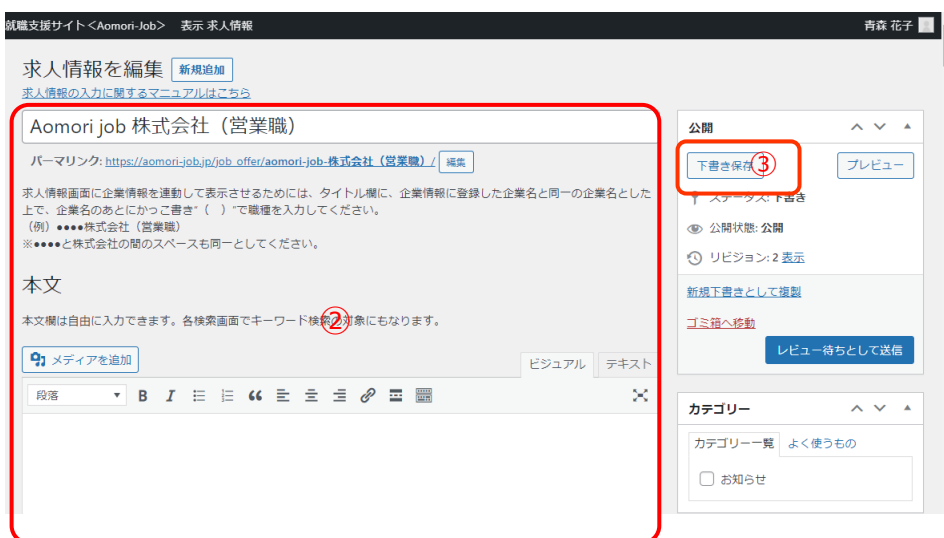 就職支援サイト<Aomori-Job> 表示 求人情報 青森 花子
求人情報を編集 新規追加
求人情報の入力に関するマニュアルはこちら
Aomori job 株式会社（営業職）
パーマリンク: https://aomori-job.jp/job_offer/aomori-job-株式会社（営業職）/ 編集
求人情報画面に企業情報を連動して表示させるためには、タイトル欄に、企業情報に登録した企業名と同一の企業名とした
上で、企業名のあとにかっこ書き"（　）"で職種を入力してください。
（例）●●●●株式会社（営業職）
※●●●●と株式会社の間のスペースも同一としてください。
本文
本文欄は自由に入力できます。各検索画面でキーワード検索の対象にもなります。
②
メディアを追加
ビジュアル テキスト
段落 B I
公開
下書き保存 ③ プレビュー
ステータス: 下書き
公開状態: 公開
リビジョン: 2 表示
新規下書きとして複製
ゴミ箱へ移動
レビュー待ちとして送信
カテゴリー
カテゴリー一覧 よく使うもの
お知らせ